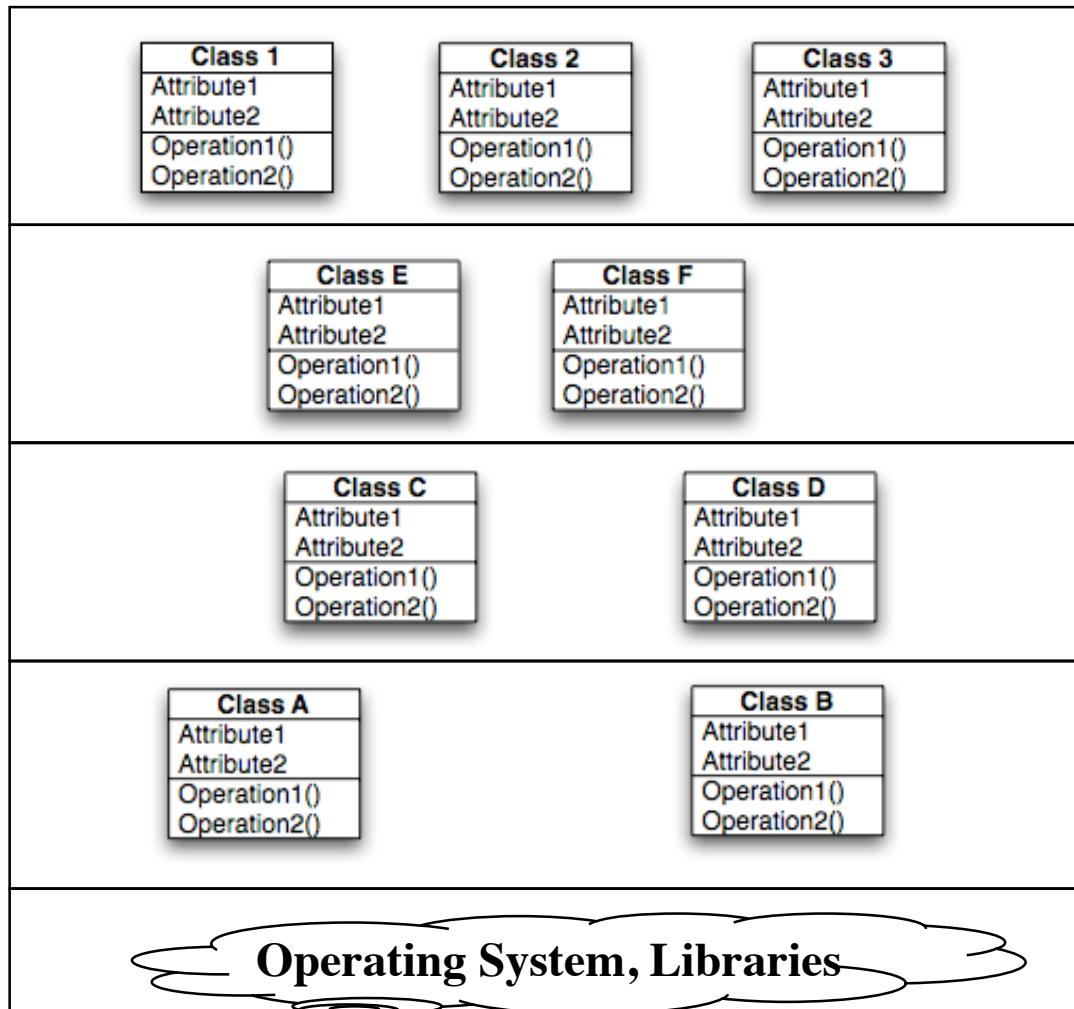 Class 1
Attribute1
Attribute2
Operation1()
Operation2()
Class 2
Attribute1
Attribute2
Operation1()
Operation2()
Class 3
Attribute1
Attribute2
Operation1()
Operation2()
Class E
Attribute1
Attribute2
Operation1()
Operation2()
Class F
Attribute1
Attribute2
Operation1()
Operation2()
Class C
Attribute1
Attribute2
Operation1()
Operation2()
Class D
Attribute1
Attribute2
Operation1()
Operation2()
Class A
Attribute1
Attribute2
Operation1()
Operation2()
Class B
Attribute1
Attribute2
Operation1()
Operation2()
Operating System, Libraries